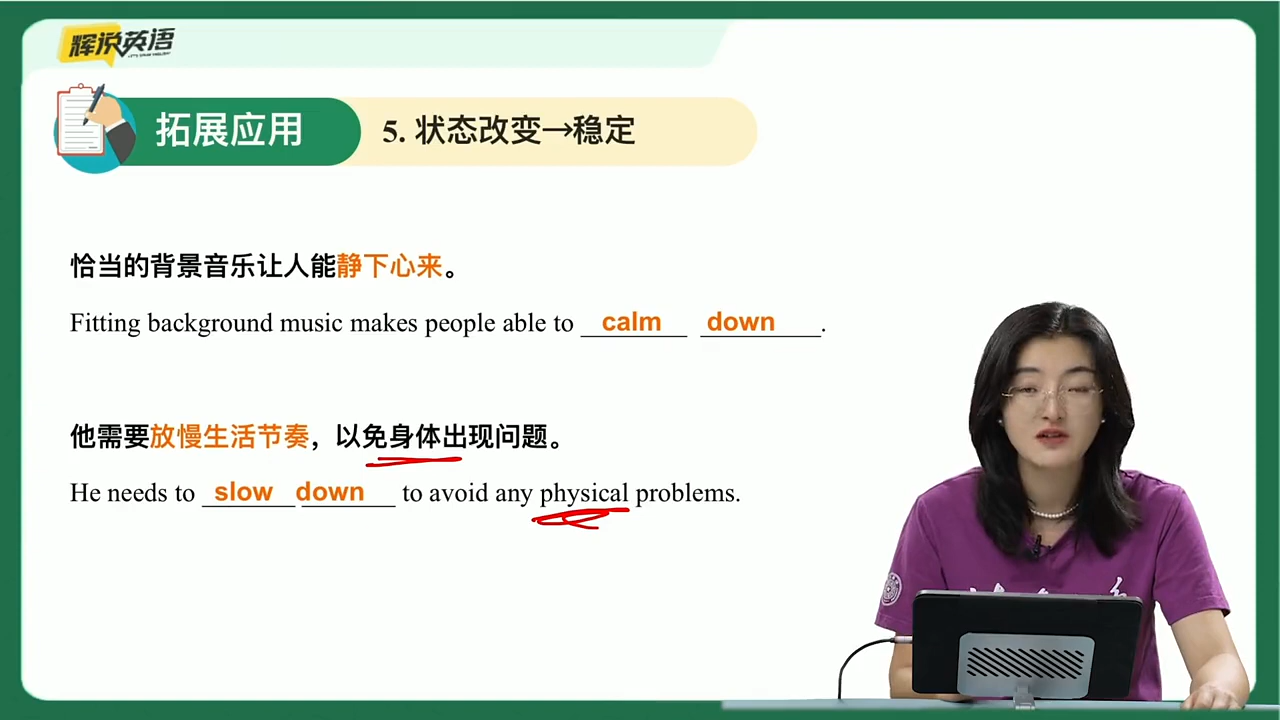 辉说英语
拓展应用
5. 状态改变→稳定
恰当的背景音乐让人能静下心来。
Fitting background music makes people able to calm down.
他需要放慢生活节奏，以免身体出现问题。
He needs to slow down to avoid any physical problems.